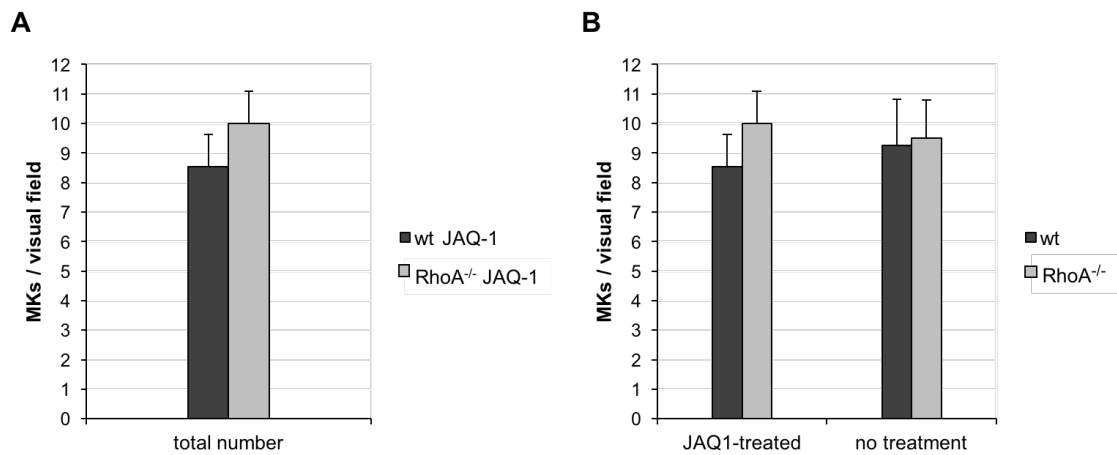 A
MKs / visual field
12
11
10
9
8
7
6
5
4
3
2
1
0
total number
wt JAQ-1
RhoA-/- JAQ-1
B
MKs / visual field
12
11
10
9
8
7
6
5
4
3
2
1
0
JAQ1-treated no treatment
wt
RhoA-/-